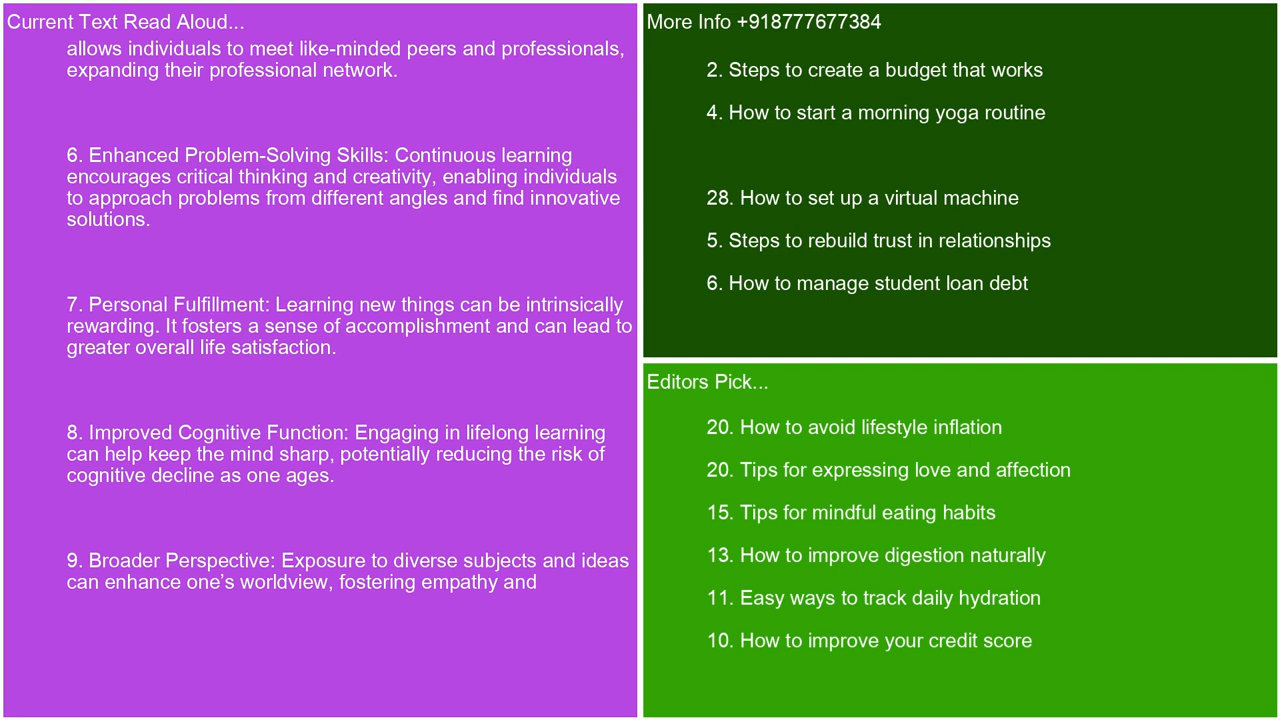 Current Text Read Aloud...
allows individuals to meet like-minded peers and professionals,
expanding their professional network.
6. Enhanced Problem-Solving Skills: Continuous learning
encourages critical thinking and creativity, enabling individuals
to approach problems from different angles and find innovative
solutions.
7. Personal Fulfillment: Learning new things can be intrinsically
rewarding. It fosters a sense of accomplishment and can lead to
greater overall life satisfaction.
8. Improved Cognitive Function: Engaging in lifelong learning
can help keep the mind sharp, potentially reducing the risk of
cognitive decline as one ages.
9. Broader Perspective: Exposure to diverse subjects and ideas
can enhance one’s worldview, fostering empathy and
More Info +918777677384
2. Steps to create a budget that works
4. How to start a morning yoga routine
28. How to set up a virtual machine
5. Steps to rebuild trust in relationships
6. How to manage student loan debt
Editors Pick...
20. How to avoid lifestyle inflation
20. Tips for expressing love and affection
15. Tips for mindful eating habits
13. How to improve digestion naturally
11. Easy ways to track daily hydration
10. How to improve your credit score